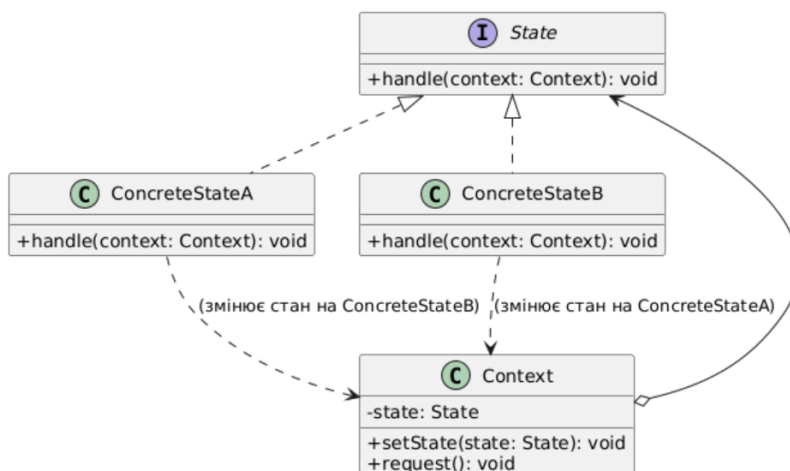 I State
+handle(context: Context): void
C ConcreteStateA
+handle(context: Context): void
C ConcreteStateB
+handle(context: Context): void
(змінює стан на ConcreteStateB)
(змінює стан на ConcreteStateA)
C Context
-state: State
+setState(state: State): void
+request(): void